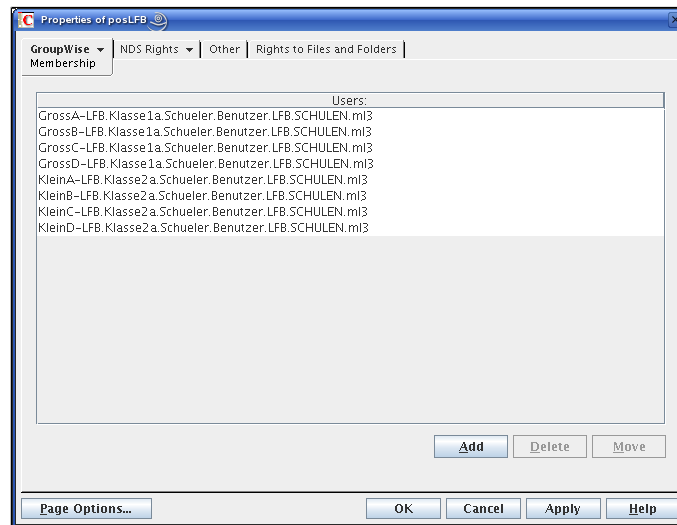 Properties of posLFB
GroupWise NDS Rights Other Rights to Files and Folders
Membership
Users:
GrossA-LFB.Klasse1a.Schueler.Benutzer.LFB.SCHULEN.ml3
GrossB-LFB.Klasse1a.Schueler.Benutzer.LFB.SCHULEN.ml3
GrossC-LFB.Klasse1a.Schueler.Benutzer.LFB.SCHULEN.ml3
GrossD-LFB.Klasse1a.Schueler.Benutzer.LFB.SCHULEN.ml3
KleinA-LFB.Klasse2a.Schueler.Benutzer.LFB.SCHULEN.ml3
KleinB-LFB.Klasse2a.Schueler.Benutzer.LFB.SCHULEN.ml3
KleinC-LFB.Klasse2a.Schueler.Benutzer.LFB.SCHULEN.ml3
KleinD-LFB.Klasse2a.Schueler.Benutzer.LFB.SCHULEN.ml3
Add Delete Move
Page Options... OK Cancel Apply Help